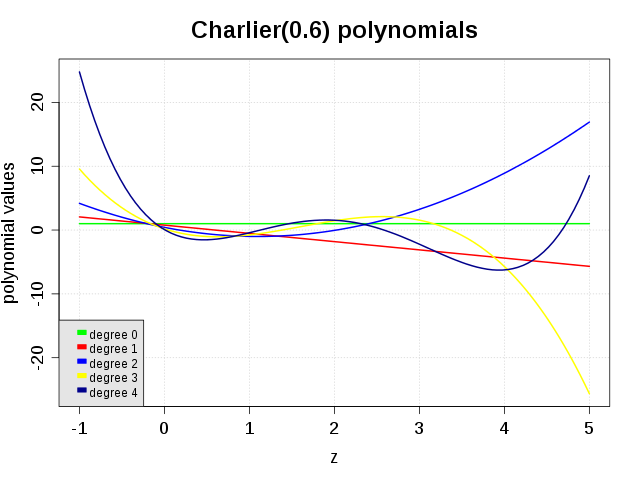 Charlier(0.6) polynomials
polynomial values
20
10
0
-10
-20
degree 0
degree 1
degree 2
degree 3
degree 4
-1 0 1 2 3 4 5
z